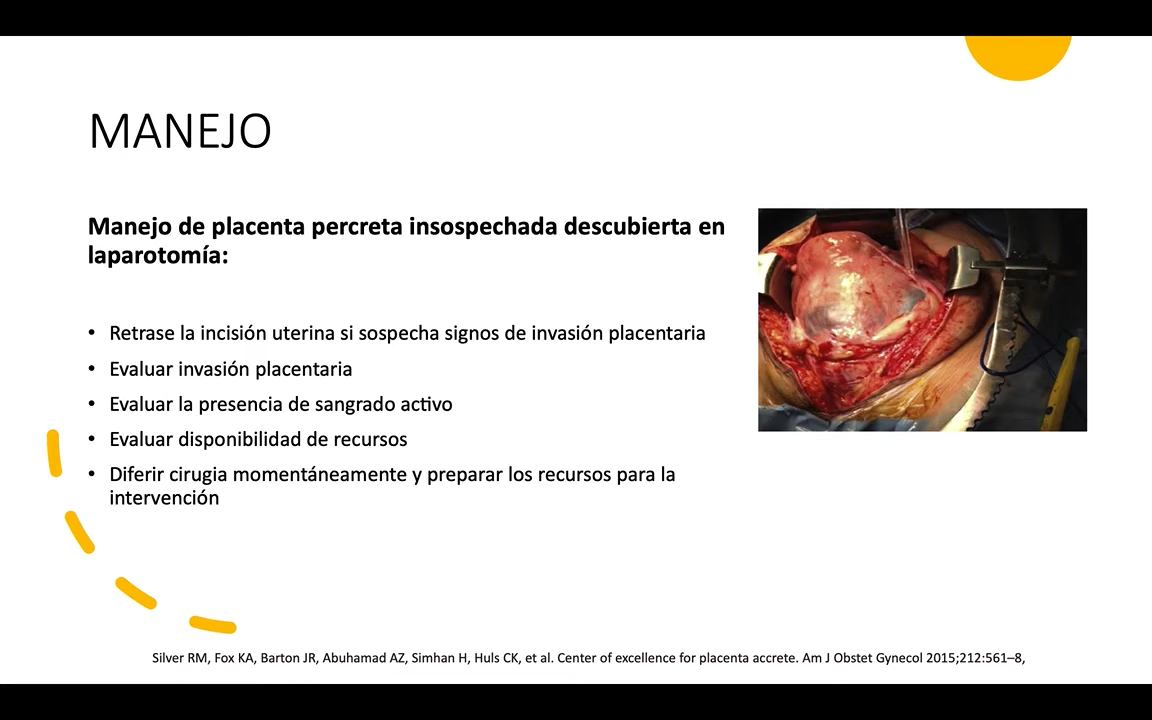 MANEJO
Manejo de placenta percreta insospechada descubierta en
laparotomía:
• Retrase la incisión uterina si sospecha signos de invasión placentaria
• Evaluar invasión placentaria
• Evaluar la presencia de sangrado activo
• Evaluar disponibilidad de recursos
• Diferir cirugia momentáneamente y preparar los recursos para la
intervención
Silver RM, Fox KA, Barton JR, Abuhamad AZ, Simhan H, Huls CK, et al. Center of excellence for placenta accrete. Am J Obstet Gynecol 2015;212:561–8,